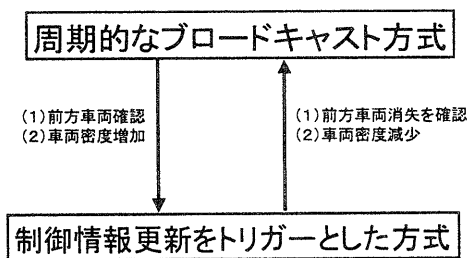 周期的なブロードキャスト方式
(1)前方車両確認
(2)車両密度増加
(1)前方車両消失を確認
(2)車両密度減少
制御情報更新をトリガーとした方式